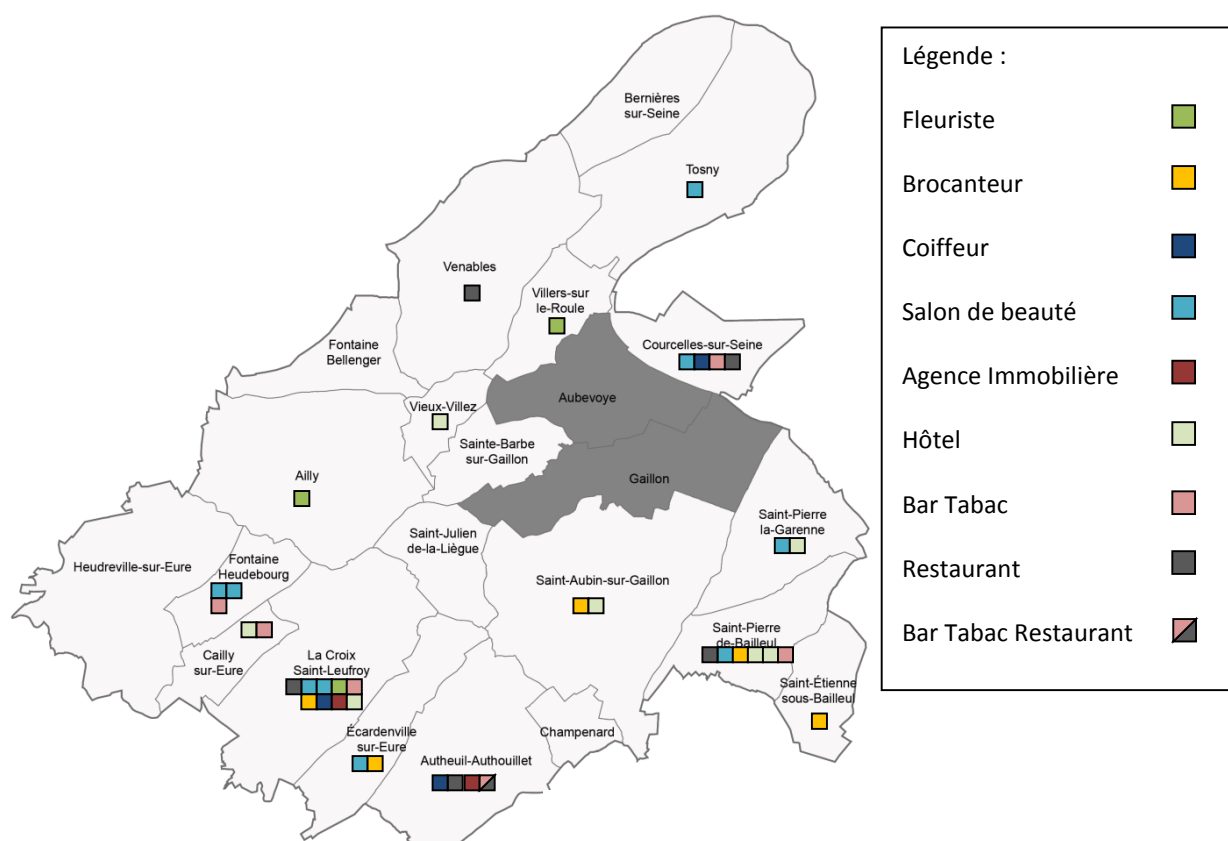 Légende :
Fleuriste
Brocanteur
Coiffeur
Salon de beauté
Agence Immobilière
Hôtel
Bar Tabac
Restaurant
Bar Tabac Restaurant
Bernières
sur-Seine
Tosny
Venables
Villers-sur
le-Roule
Fontaine
Bellenger
Courcelles-sur-Seine
Aubevoye
Vieux-Villez
Sainte-Barbe
sur-Gaillon
Gaillon
Ailly
Saint-Pierre
la-Garenne
Saint-Julien
de-la-Liègue
Heudreville-sur-Eure
Fontaine
Heudebourg
Saint-Aubin-sur-Gaillon
Cailly
sur-Eure
La Croix
Saint-Leufroy
Saint-Pierre
de-Bailleul
Saint-Étienne
sous-Bailleul
Écardenville
sur-Eure
Autheuil-Authouillet
Champenard